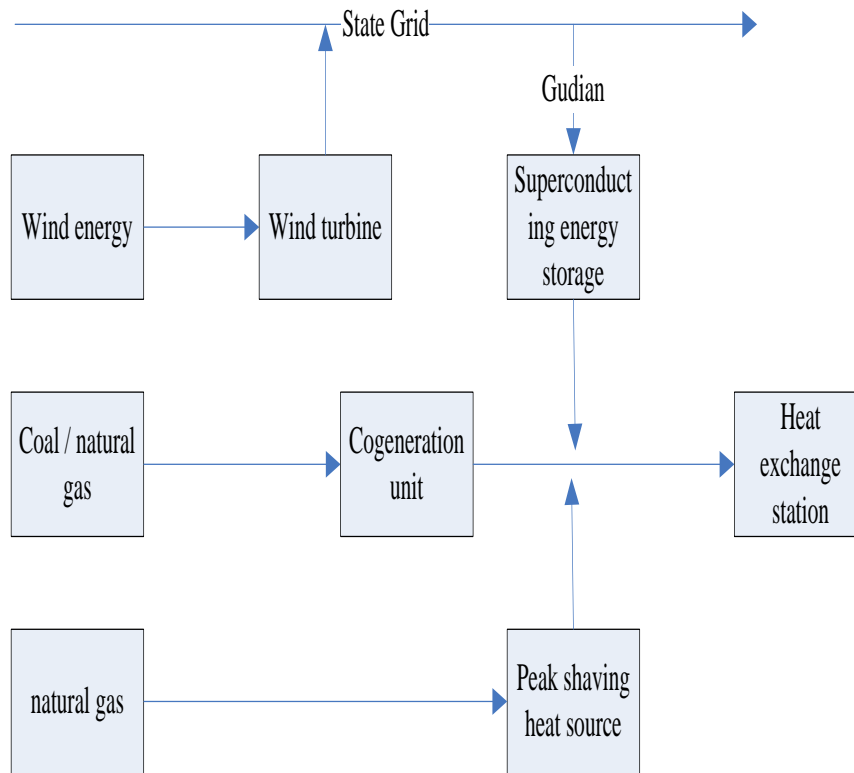 State Grid
Gudian
Wind energy
Wind turbine
Superconduct
ing energy
storage
Coal / natural
gas
Cogeneration
unit
Heat
exchange
station
natural gas
Peak shaving
heat source